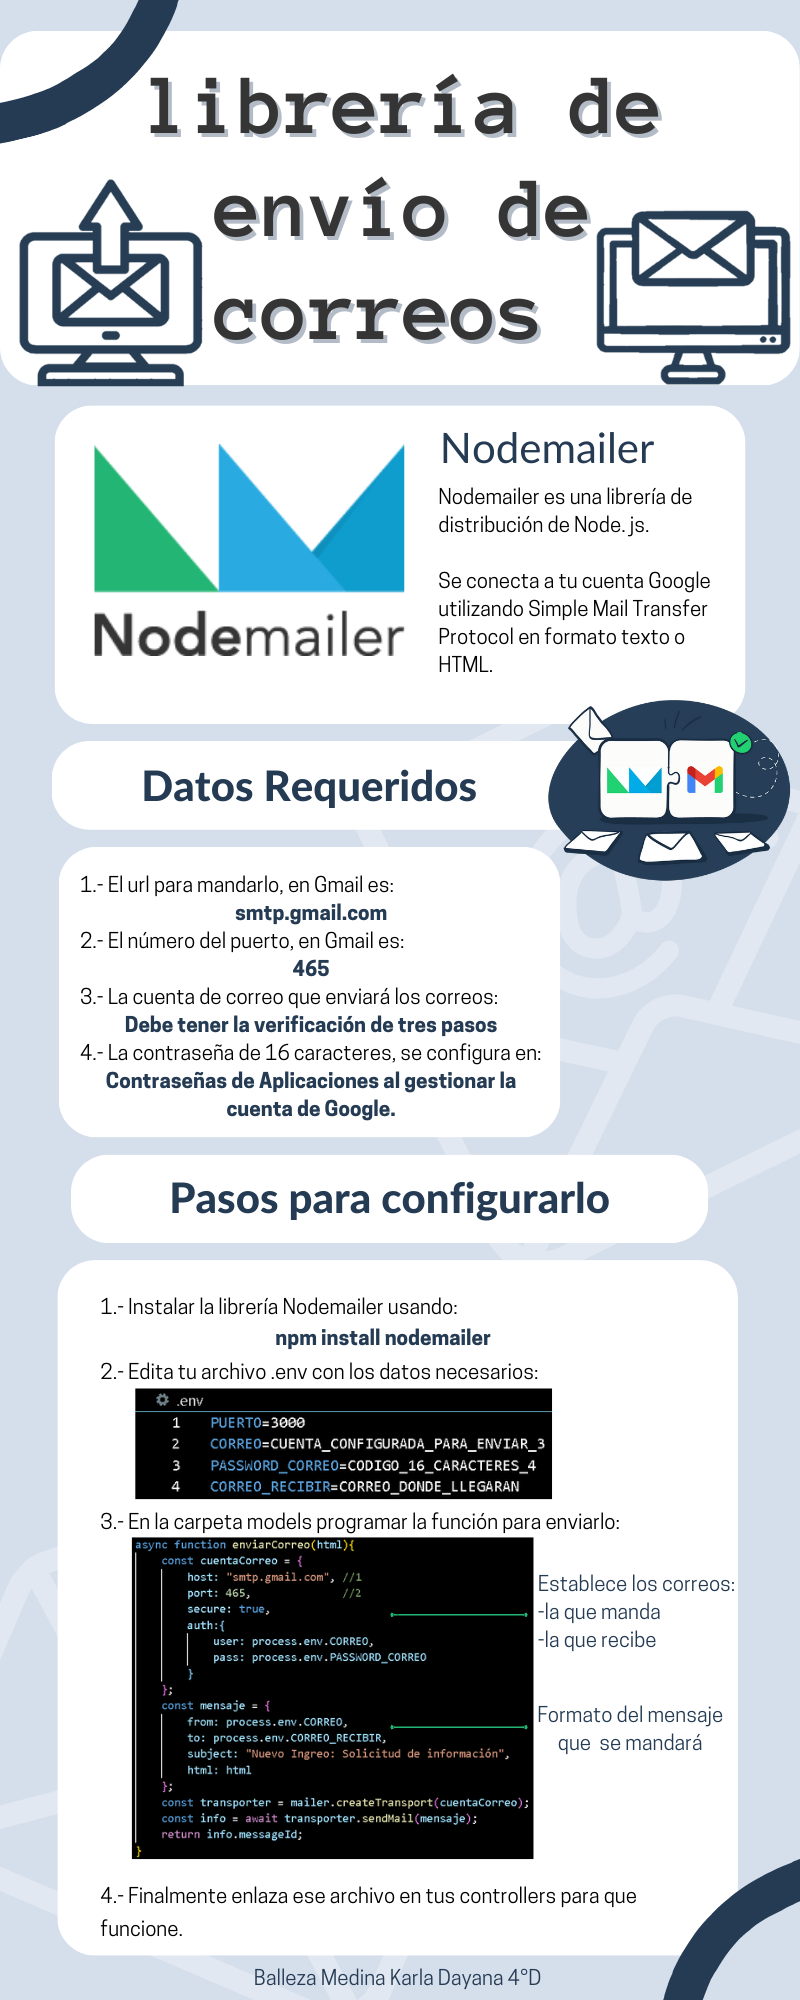 librería de
envío de
correos
Nodemailer
Nodemailer
Nodemailer es una librería de
distribución de Node. js.
Se conecta a tu cuenta Google
utilizando Simple Mail Transfer
Protocol en formato texto o
HTML.
Datos Requeridos
1.- El url para mandarlo, en Gmail es:
smtp.gmail.com
2.- El número del puerto, en Gmail es:
465
3.- La cuenta de correo que enviará los correos:
Debe tener la verificación de tres pasos
4.- La contraseña de 16 caracteres, se configura en:
Contraseñas de Aplicaciones al gestionar la
cuenta de Google.
Pasos para configurarlo
1.- Instalar la librería Nodemailer usando:
npm install nodemailer
2.- Edita tu archivo .env con los datos necesarios:
.env
1 PUERTO=3000
2 CORREO=CUENTA_CONFIGURADA_PARA_ENVIAR_3
3 PASSWORD_CORREO=CODIGO_16_CARACTERES_4
4 CORREO_RECIBIR=CORREO_DONDE_LLEGARAN
3.- En la carpeta models programar la función para enviarlo:
async function enviarCorreo(html){
const cuentaCorreo = {
host: "smtp.gmail.com", //1
port: 465, //2
secure: true,
auth:{
user: process.env.CORREO,
pass: process.env.PASSWORD_CORREO
}
};
const mensaje = {
from: process.env.CORREO,
to: process.env.CORREO_RECIBIR,
subject: "Nuevo Ingreo: Solicitud de información",
html: html
};
const transporter = mailer.createTransport(cuentaCorreo);
const info = await transporter.sendMail(mensaje);
return info.messageId;
}
Establece los correos:
-la que manda
-la que recibe
Formato del mensaje
que se mandará
4.- Finalmente enlaza ese archivo en tus controllers para que
funcione.
Balleza Medina Karla Dayana 4°D